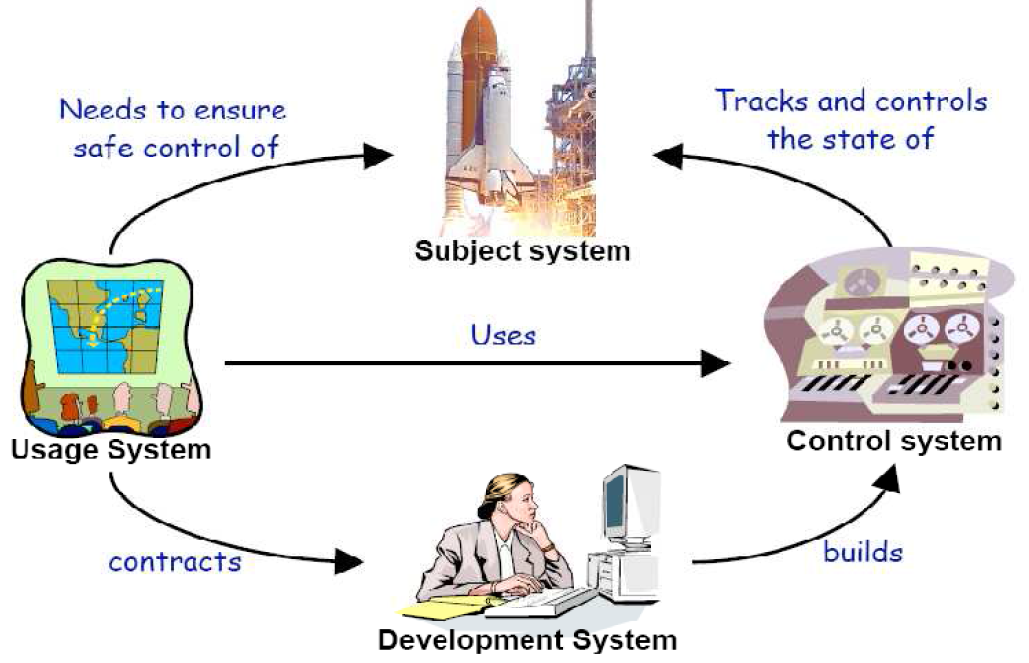 Needs to ensure
safe control of
Tracks and controls
the state of
Subject system
Uses
Usage System
Control system
contracts
builds
Development System